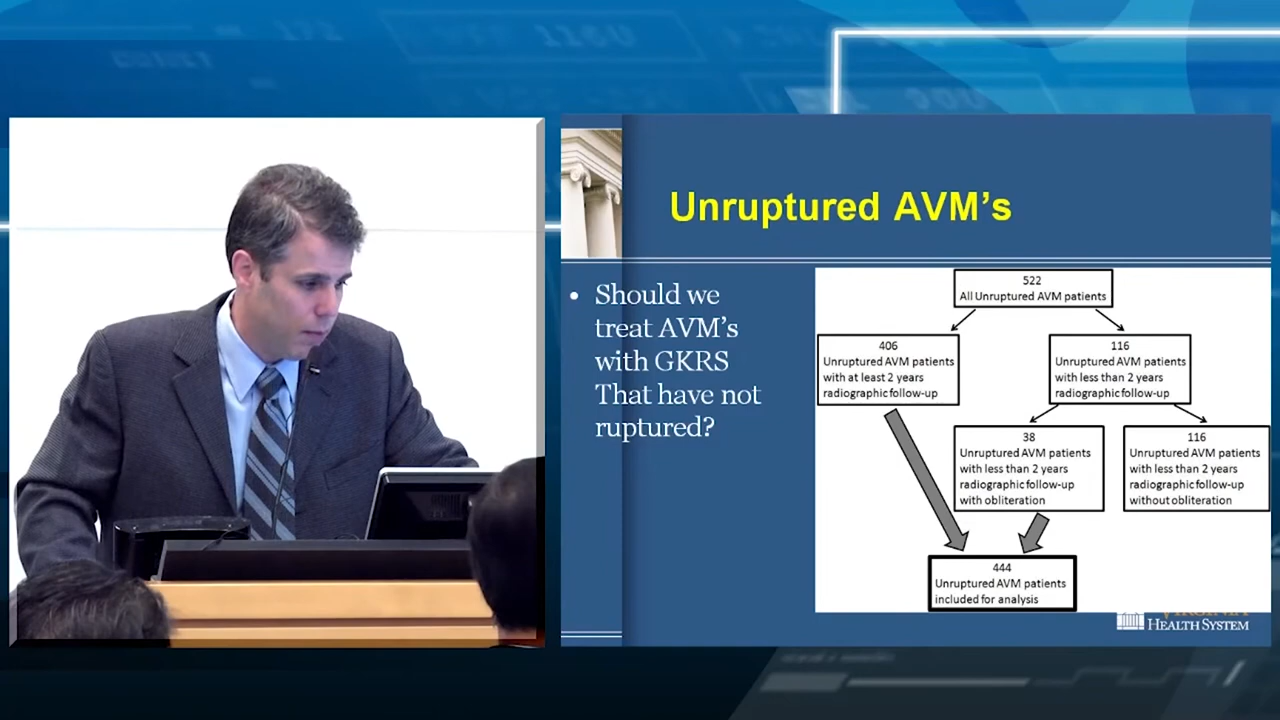 Unruptured AVM's
• Should we
treat AVM's
with GKRS
That have not
ruptured?
522
All Unruptured AVM patients
406
Unruptured AVM patients
with at least 2 years
radiographic follow-up
116
Unruptured AVM patients
with less than 2 years
radiographic follow-up
38
Unruptured AVM patients
with less than 2 years
radiographic follow-up
with obliteration
116
Unruptured AVM patients
with less than 2 years
radiographic follow-up
without obliteration
444
Unruptured AVM patients
included for analysis
HEALTH SYSTEM